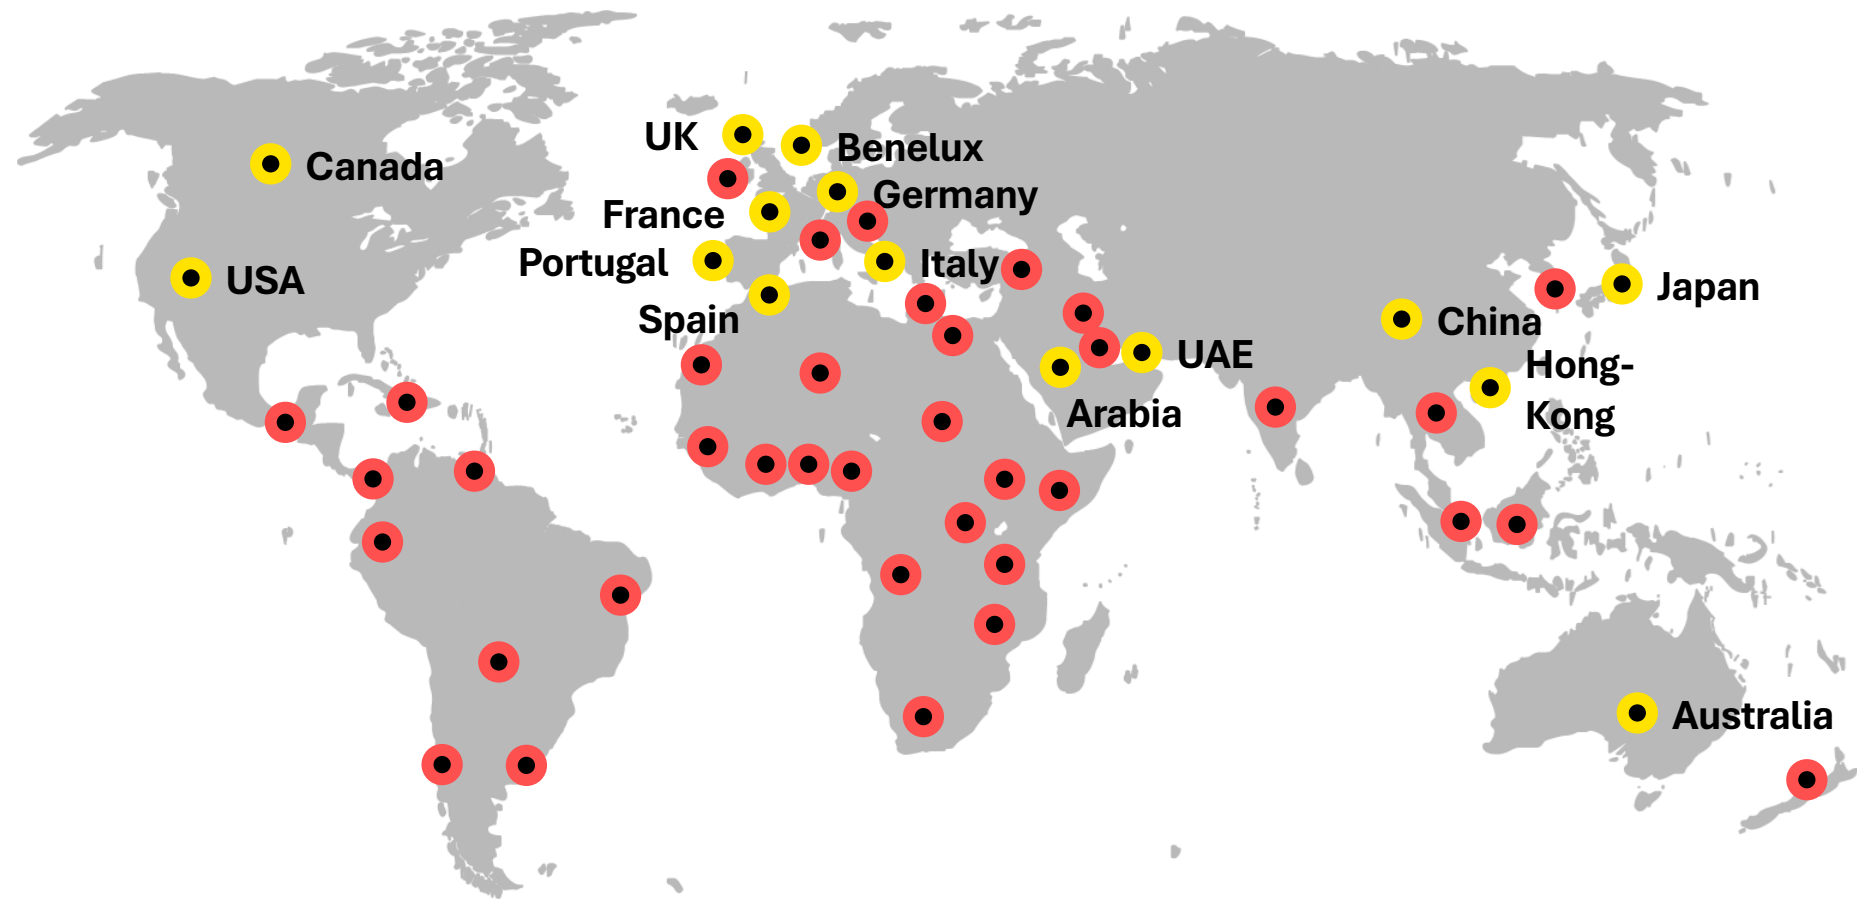 UK
Benelux
Canada
Germany
France
Portugal
Italy
USA
Japan
Spain
China
UAE
Hong-
Kong
Arabia
Australia